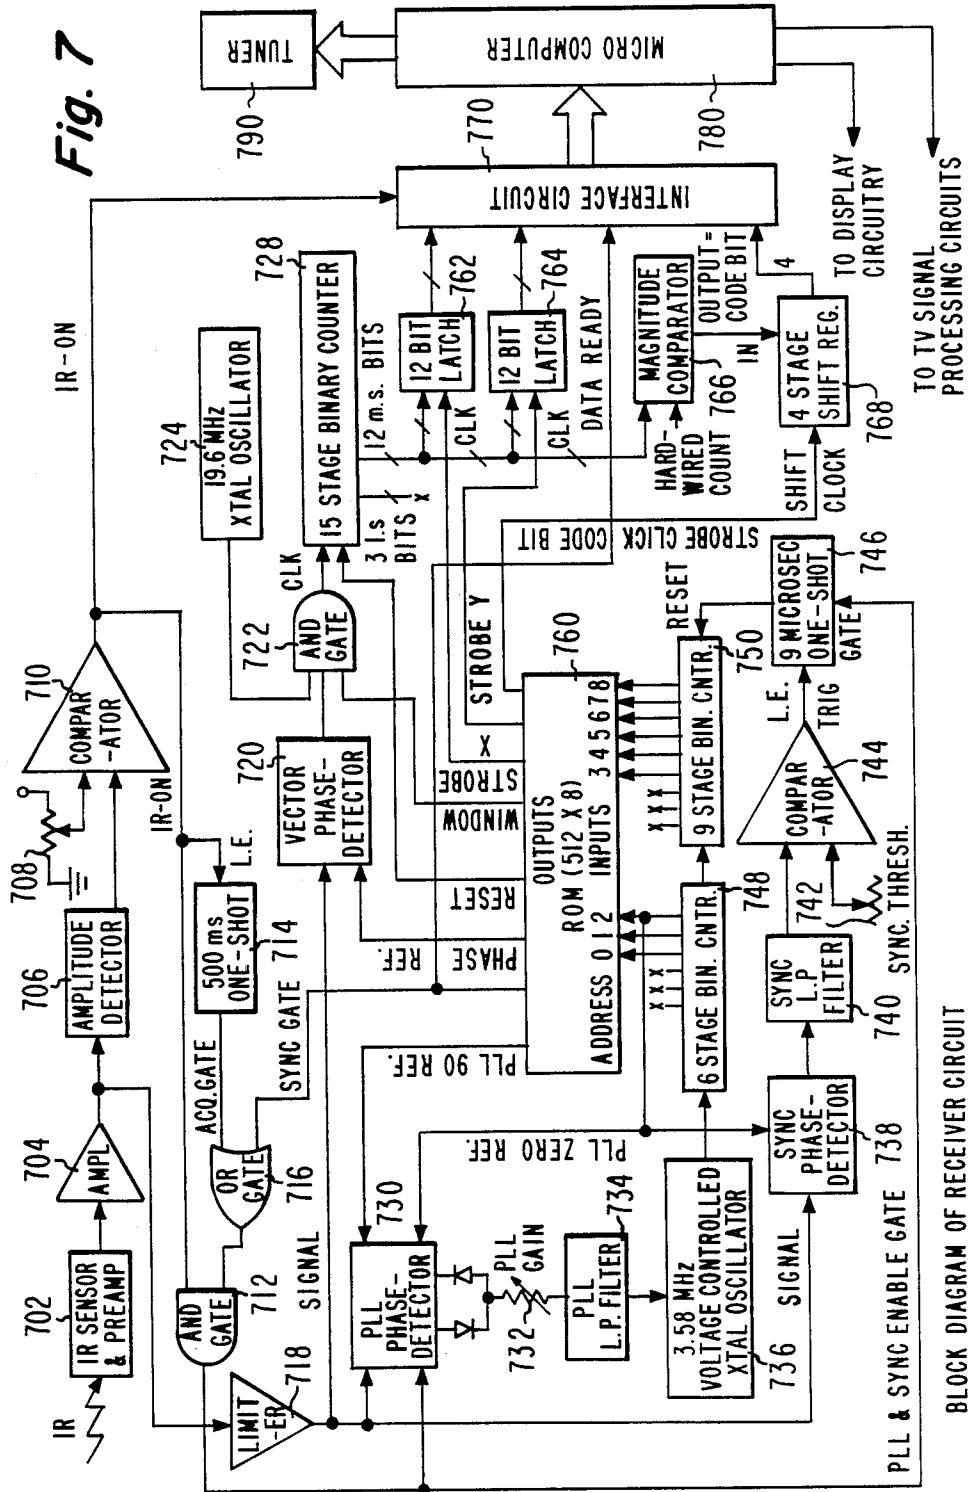 Fig. 7
IR
702
IR SENSOR
& PREAMP
704
AMPL
706
AMPLITUDE
DETECTOR
708
710
COMPAR
-ATOR
IR-ON
IR-ON
724
19.6 MHz
XTAL OSCILLATOR
728
15 STAGE BINARY COUNTER
3 l.s
BITS
x
12 m.s. BITS
790
TUNER
770
INTERFACE CIRCUIT
MICRO COMPUTER
780
AND
GATE
712
ACQ.GATE
500 ms
ONE-SHOT
714
L.E.
OR
GATE
716
SYNC GATE
LIMIT
-ER
718
SIGNAL
720
VECTOR
PHASE-
DETECTOR
722
AND
GATE
CLK
12 BIT
LATCH
762
CLK
12 BIT
LATCH
764
CLK
DATA READY
PLL
PHASE-
DETECTOR
730
PLL 90 REF.
PLL ZERO REF.
PHASE REF.
RESET
WINDOW
STROBE X
STROBE Y
STROBE CLICK CODE BIT
732
PLL
GAIN
PLL
L.P. FILTER
734
3.58 MHz
VOLTAGE CONTROLLED
XTAL OSCILLATOR
736
760
OUTPUTS
ROM (512 X 8)
INPUTS
ADDRESS 0 1 2
3 4 5 6 7 8
x x x
6 STAGE BIN. CNTR.
748
x x x
9 STAGE BIN. CNTR.
750
RESET
HARD-
WIRED
COUNT
MAGNITUDE
COMPARATOR
766
OUTPUT=
CODE BIT
IN
SHIFT
CLOCK
4 STAGE
SHIFT REG.
768
4
SIGNAL
SYNC
PHASE-
DETECTOR
738
SYNC
L.P
FILTER
740
742
SYNC. THRESH.
COMPAR
-ATOR
744
L.E.
TRIG
9 MICROSEC
ONE-SHOT
GATE
746
TO DISPLAY
CIRCUITRY
TO TV SIGNAL
PROCESSING CIRCUITS
PLL & SYNC ENABLE GATE
BLOCK DIAGRAM OF RECEIVER CIRCUIT